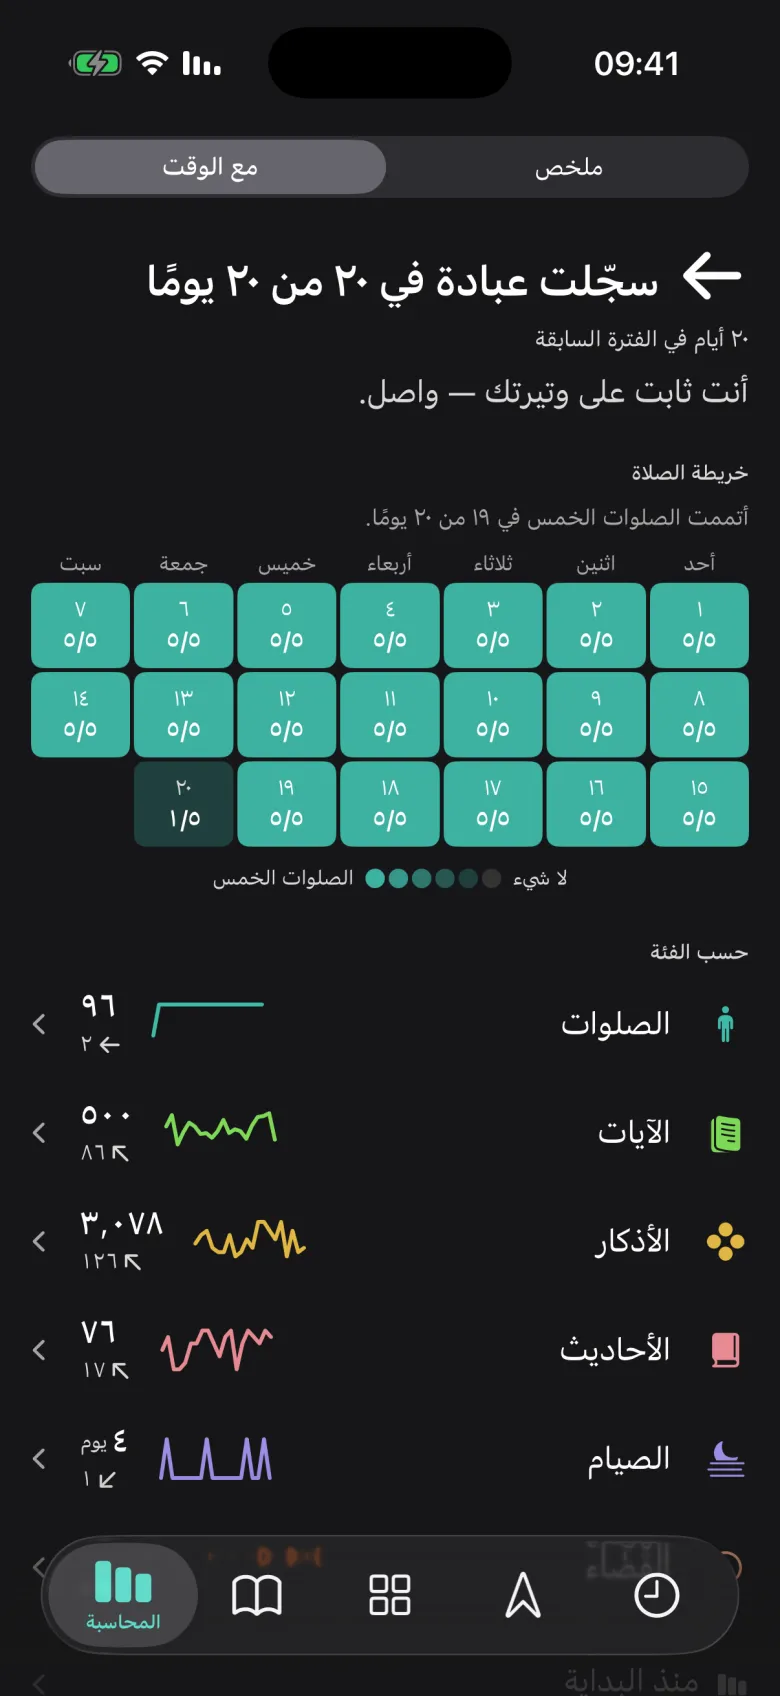 09:41
ملخص
مع الوقت
سجّلت عبادة في ٢٠ من ٢٠ يومًا
٢٠ أيام في الفترة السابقة
أنت ثابت على وتيرتك — واصل.
خريطة الصلاة
أتممت الصلوات الخمس في ١٩ من ٢٠ يومًا.
أحد اثنين ثلاثاء أربعاء خميس جمعة سبت
١ ٢ ٣ ٤ ٥ ٦ ٧
٥/٥ ٥/٥ ٥/٥ ٥/٥ ٥/٥ ٥/٥ ٥/٥
٨ ٩ ١٠ ١١ ١٢ ١٣ ١٤
٥/٥ ٥/٥ ٥/٥ ٥/٥ ٥/٥ ٥/٥ ٥/٥
١٥ ١٦ ١٧ ١٨ ١٩ ٢٠
٥/٥ ٥/٥ ٥/٥ ٥/٥ ٥/٥ ١/٥
لا شيء الصلوات الخمس
حسب الفئة
الصلوات ٩٦
٢
الآيات ٥٠٠
٨٦
الأذكار ٣,٠٧٨
١٢٦
الأحاديث ٧٦
١٧
الصيام ٤ يوم
١
القضاء
المحاسبة
منذ البداية